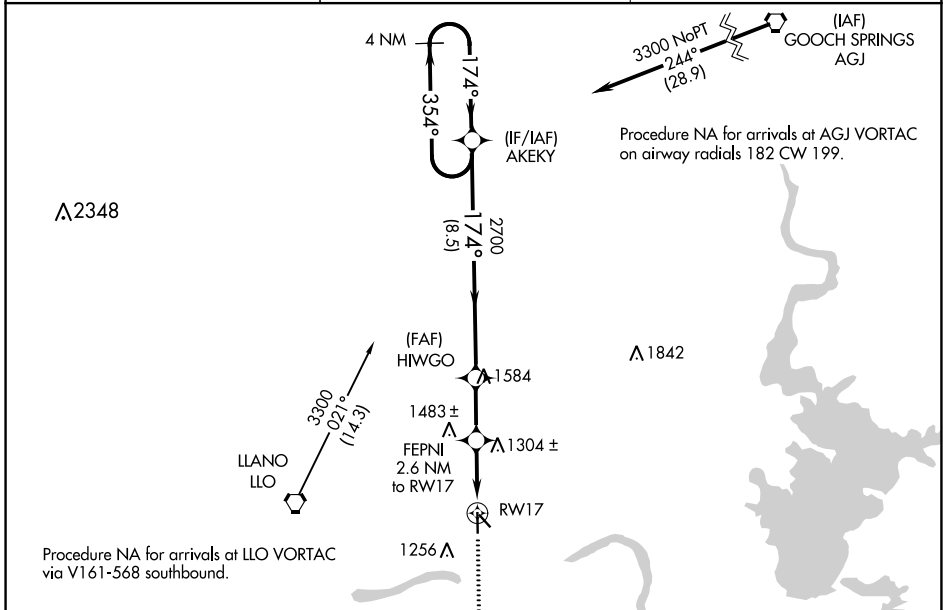 4 NM
174°
354°
(IF/IAF)
AKEKY
3300 NoPT
244°
(28.9)
(IAF)
GOOCH SPRINGS
AGJ
Procedure NA for arrivals at AGJ VORTAC
on airway radials 182 CW 199.
2348
2700
174°
(8.5)
(FAF)
HIWGO
1584
1842
1483 ±
FEPNI
2.6 NM
to RW17
1304 ±
3300
021°
(14.3)
LLANO
LLO
RW17
1256
Procedure NA for arrivals at LLO VORTAC
via V161-568 southbound.